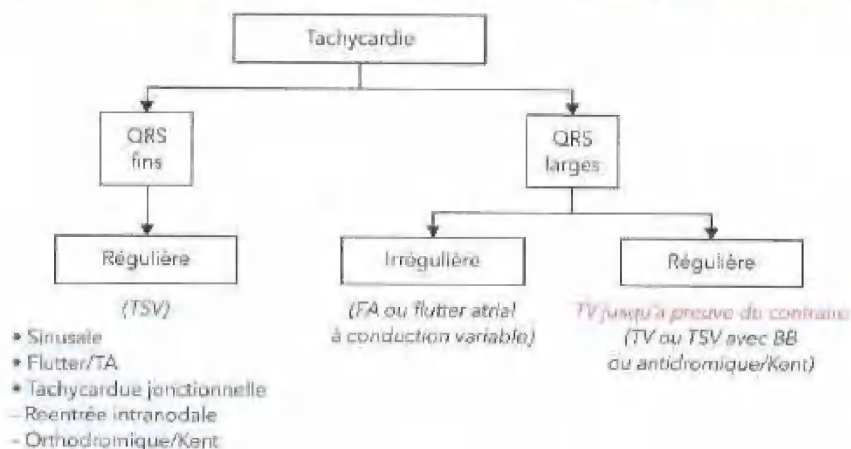 Tachycardie
QRS
fins
QRS
larges
Régulière
Irrégulière
Régulière
(TSV)
• Sinusale
• Flutter/TA
• Tachycardue jonctionnelle
- Reentrée intranodale
- Orthodromique/Kent
(FA ou flutter atrial
à conduction variable)
TV jusqu'à preuve du contraire
(TV ou TSV avec BB
ou antidromique/Kent)